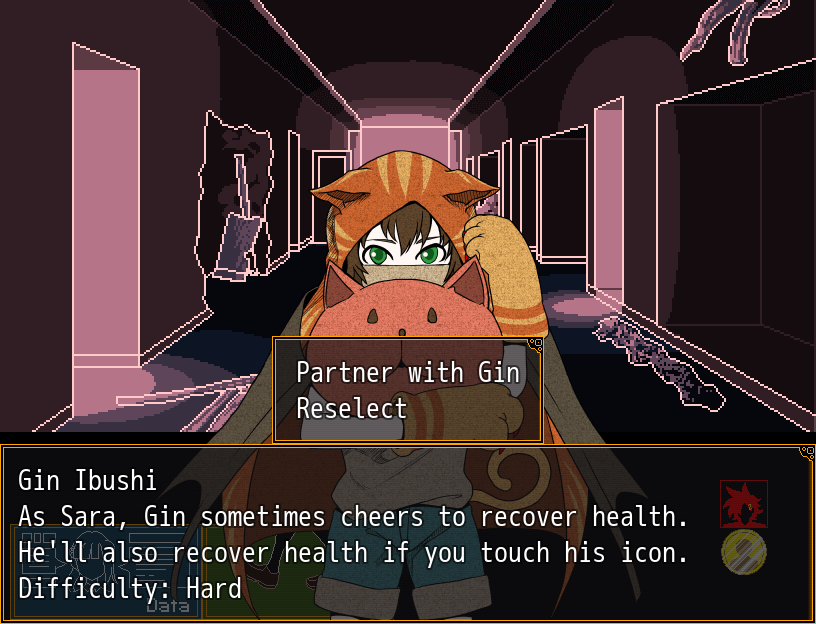 Partner with Gin
Reselect
Gin Ibushi
As Sara, Gin sometimes cheers to recover health.
He'll also recover health if you touch his icon.
Difficulty: Hard
Data